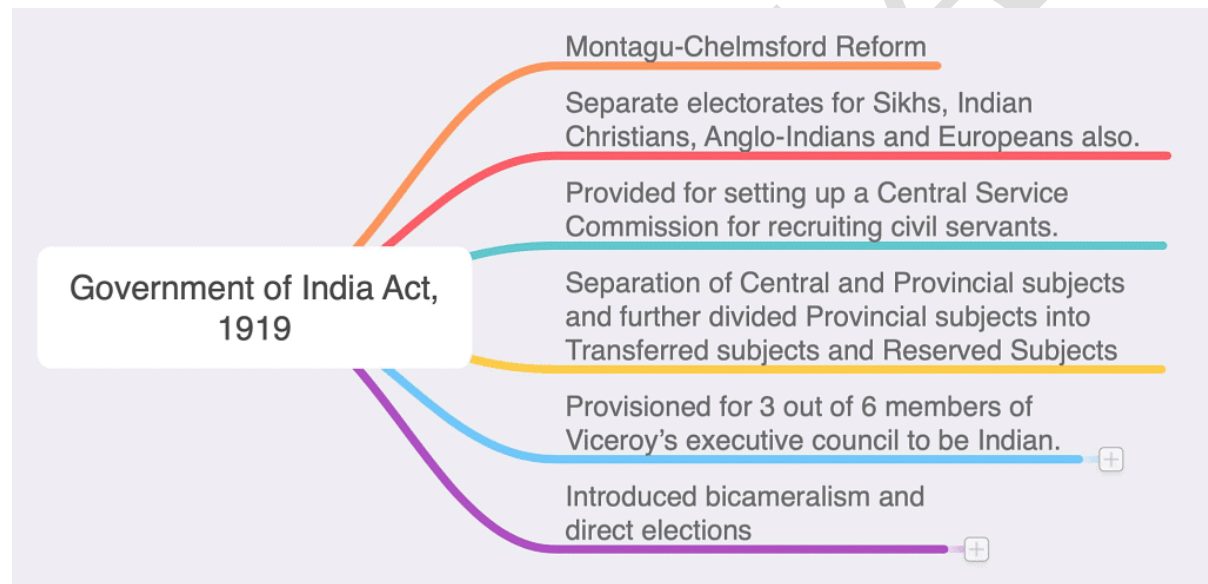 Montagu-Chelmsford Reform
Separate electorates for Sikhs, Indian
Christians, Anglo-Indians and Europeans also.
Provided for setting up a Central Service
Commission for recruiting civil servants.
Government of India Act,
1919
Separation of Central and Provincial subjects
and further divided Provincial subjects into
Transferred subjects and Reserved Subjects
Provisioned for 3 out of 6 members of
Viceroy’s executive council to be Indian.
Introduced bicameralism and
direct elections